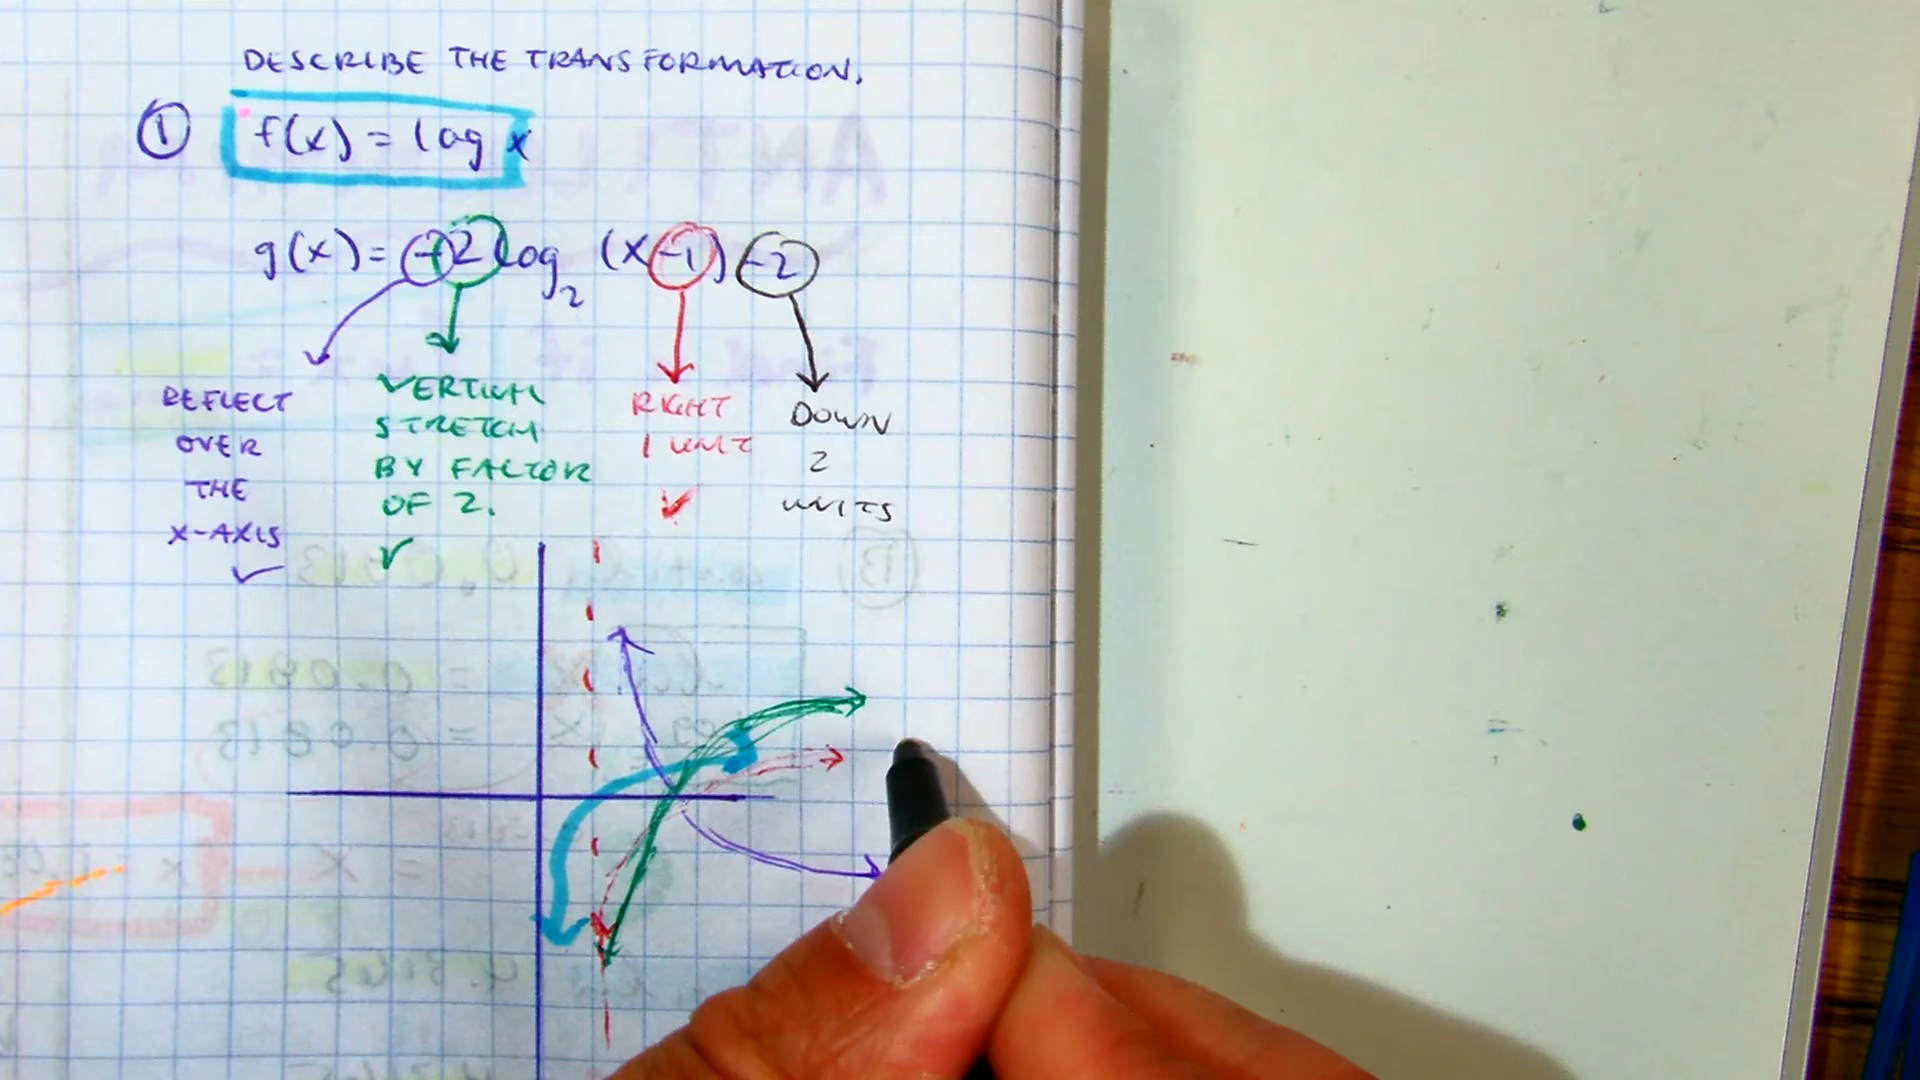 DESCRIBE THE TRANSFORMATION.
① f(x) = log x
g(x) = -2 log₂ (x-1) -2
REFLECT
OVER
THE
X-AXIS
VERTICAL
STRETCH
BY FACTOR
OF 2.
RIGHT
1 UNIT
DOWN
2
UNITS